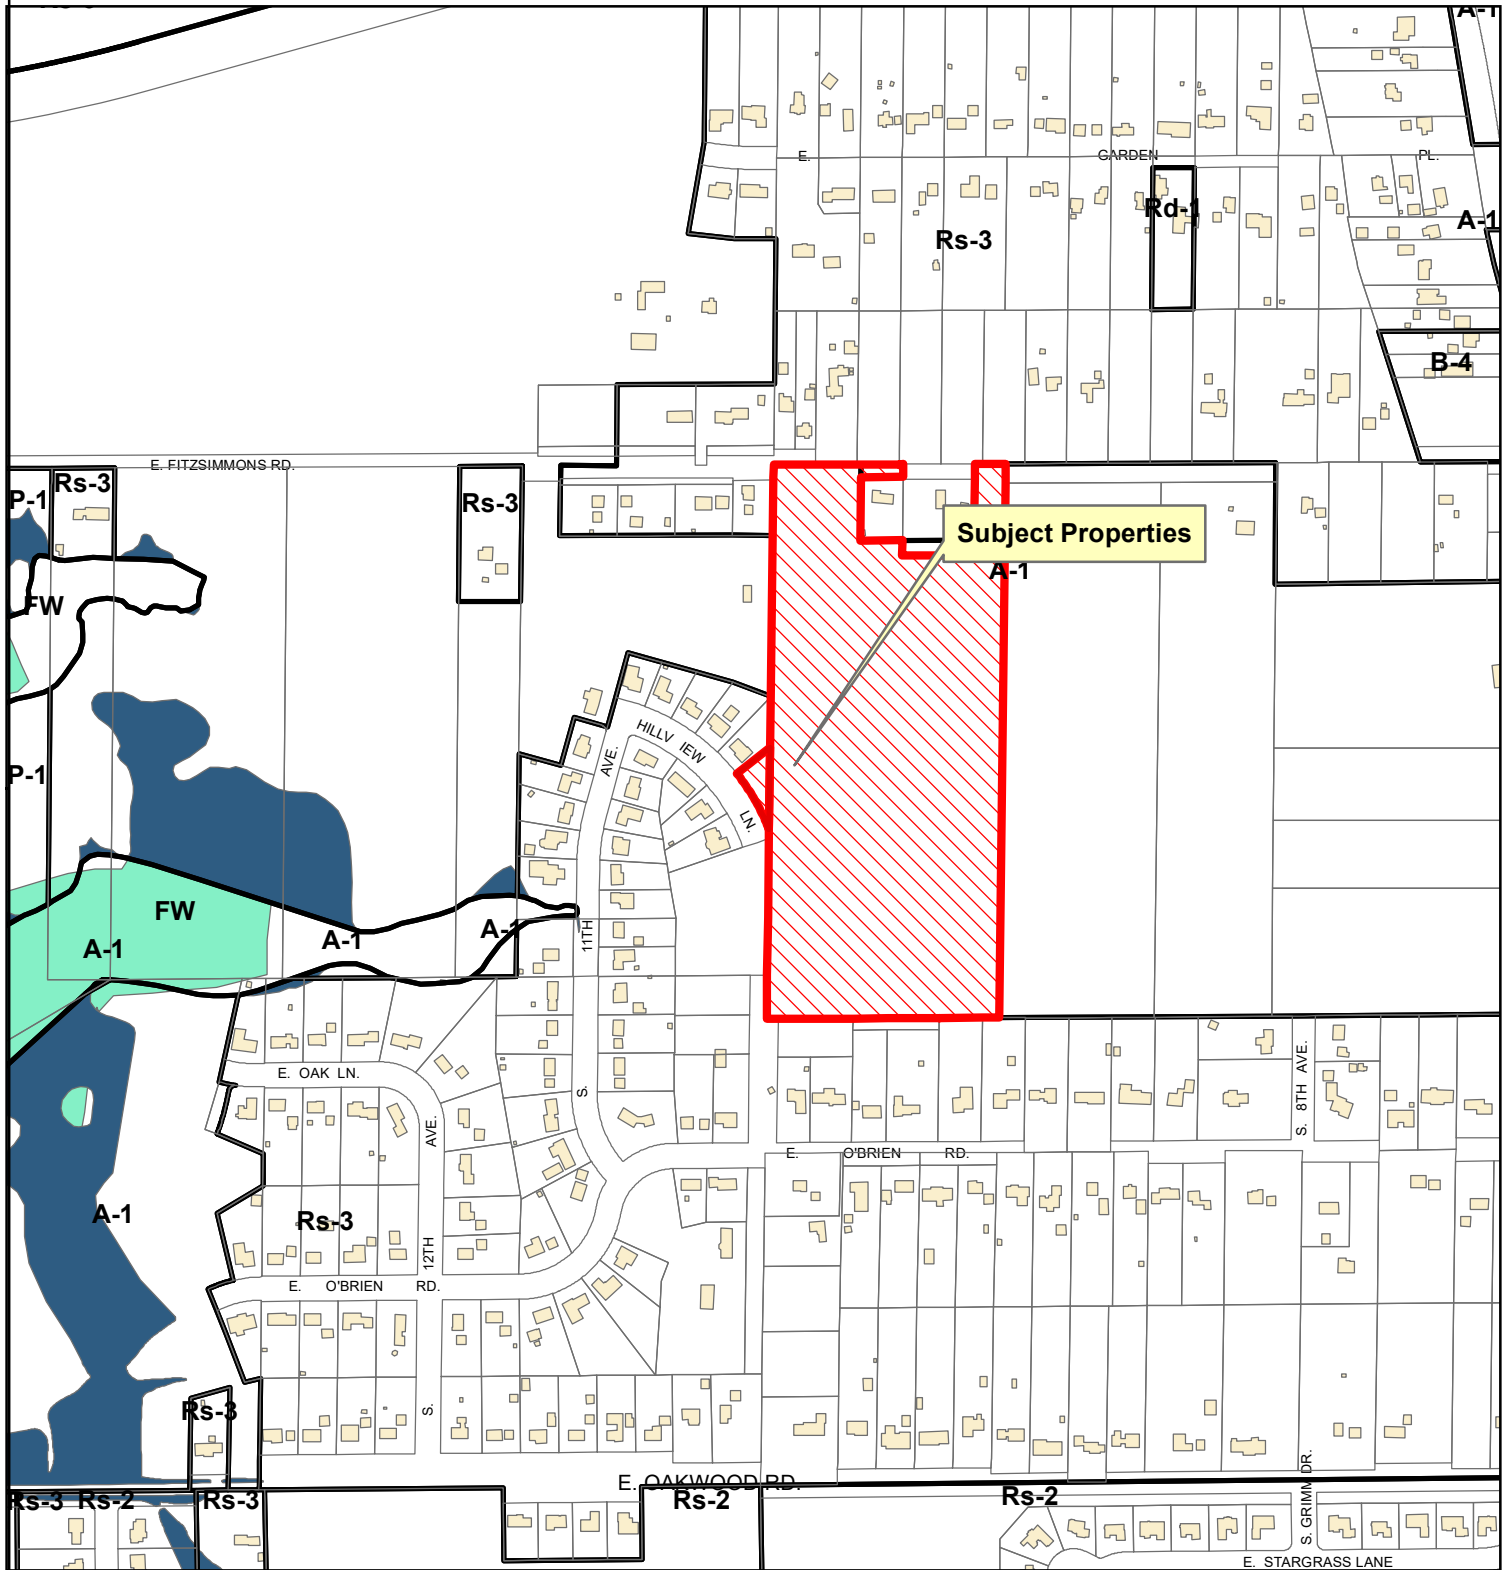 A-1
E. GARDEN PL.
Rd-1
A-1
Rs-3
B-4
E. FITZSIMMONS RD.
P-1
Rs-3
Rs-3
Subject Properties
A-1
FW
HILLV IEW
AVE.
P-1
LN.
FW
A-1
A-1
A-1
11TH
E. OAK LN.
S.
S. 8TH AVE.
AVE.
E. O'BRIEN RD.
A-1
Rs-3
12TH
E. O'BRIEN RD.
Rs-3
S.
E. OAKWOOD RD.
S. GRIMM DR.
Rs-3
Rs-2
Rs-3
Rs-2
Rs-2
E. STARGRASS LANE